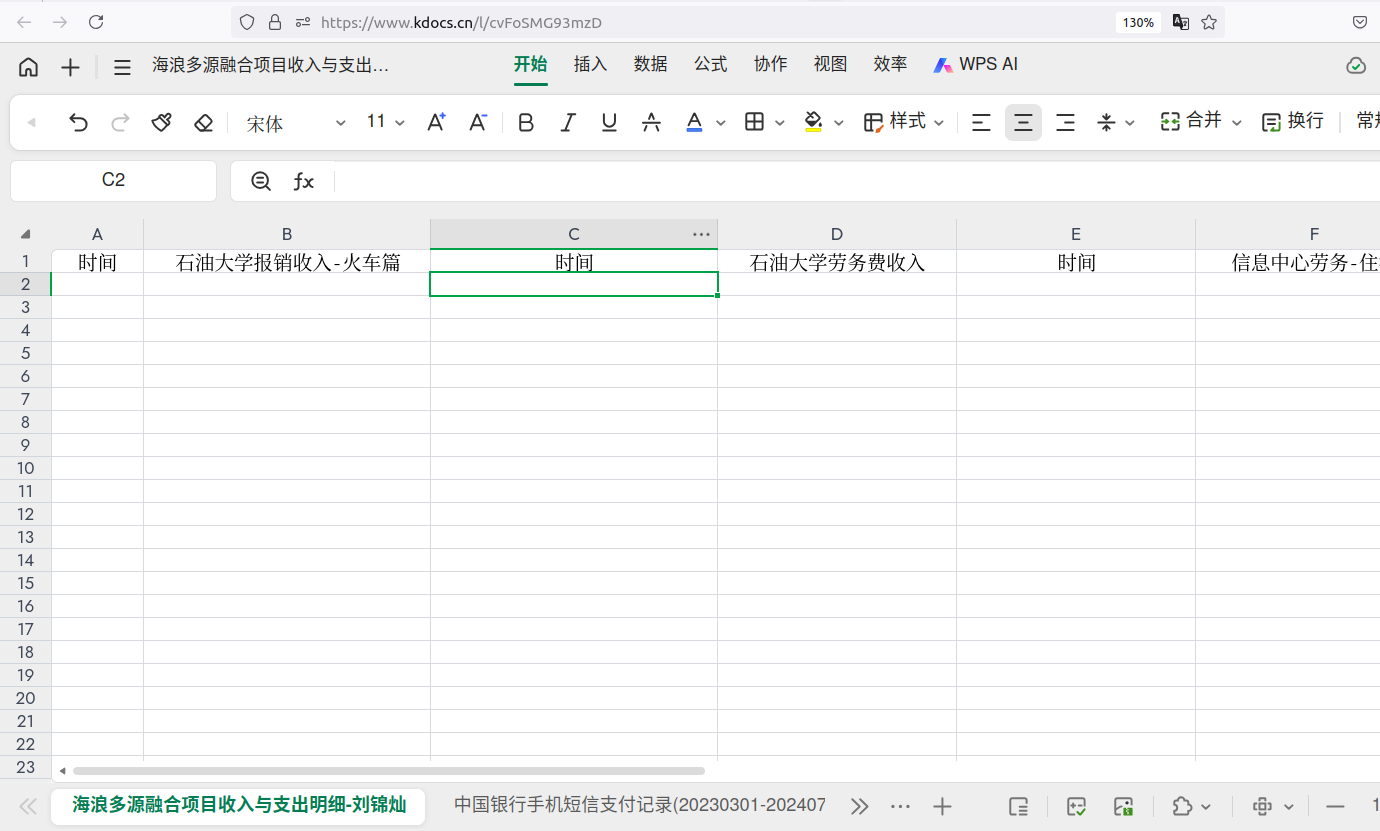 https://www.kdocs.cn/l/cvFoSMG93mzD
130%
海浪多源融合项目收入与支出…
开始 插入 数据 公式 协作 视图 效率 WPS AI
宋体 11 A+ A- B I U A A 样式 合并 换行 常规
C2
fx
A B C … D E F
1 时间 石油大学报销收入-火车篇 时间 石油大学劳务费收入 时间 信息中心劳务-住
2
3
4
5
6
7
8
9
10
11
12
13
14
15
16
17
18
19
20
21
22
23
海浪多源融合项目收入与支出明细-刘锦灿 中国银行手机短信支付记录(20230301-202407 … 1